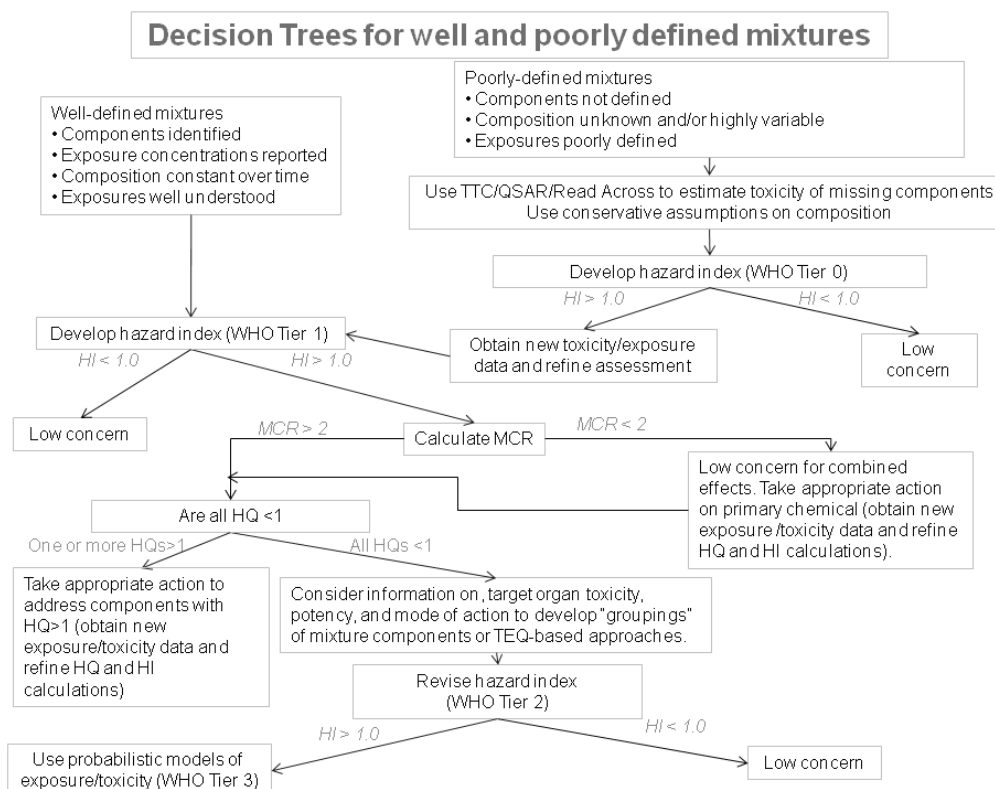 Decision Trees for well and poorly defined mixtures
Well-defined mixtures
• Components identified
• Exposure concentrations reported
• Composition constant over time
• Exposures well understood
Poorly-defined mixtures
• Components not defined
• Composition unknown and/or highly variable
• Exposures poorly defined
Use TTC/QSAR/Read Across to estimate toxicity of missing components
Use conservative assumptions on composition
Develop hazard index (WHO Tier 0)
HI > 1.0
HI < 1.0
Obtain new toxicity/exposure
data and refine assessment
Low
concern
Develop hazard index (WHO Tier 1)
HI < 1.0
HI > 1.0
Low concern
MCR > 2
Calculate MCR
MCR < 2
Low concern for combined
effects. Take appropriate action
on primary chemical (obtain new
exposure /toxicity data and refine
HQ and HI calculations).
Are all HQ <1
One or more HQs>1
All HQs <1
Take appropriate action to
address components with
HQ>1 (obtain new
exposure/toxicity data and
refine HQ and HI
calculations)
Consider information on, target organ toxicity,
potency, and mode of action to develop "groupings"
of mixture components or TEQ-based approaches.
Revise hazard index
(WHO Tier 2)
HI > 1.0
HI < 1.0
Use probabilistic models of
exposure/toxicity (WHO Tier 3)
Low concern